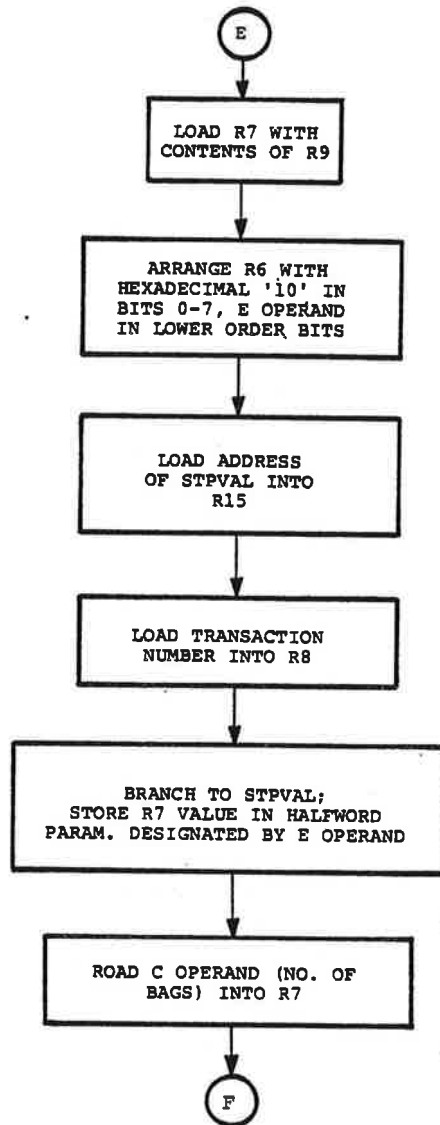 E
LOAD R7 WITH
CONTENTS OF R9
ARRANGE R6 WITH
HEXADECIMAL '10' IN
BITS 0-7, E OPERAND
IN LOWER ORDER BITS
LOAD ADDRESS
OF STPVAL INTO
R15
LOAD TRANSACTION
NUMBER INTO R8
BRANCH TO STPVAL;
STORE R7 VALUE IN HALFWORD
PARAM. DESIGNATED BY E OPERAND
ROAD C OPERAND (NO. OF
BAGS) INTO R7
F